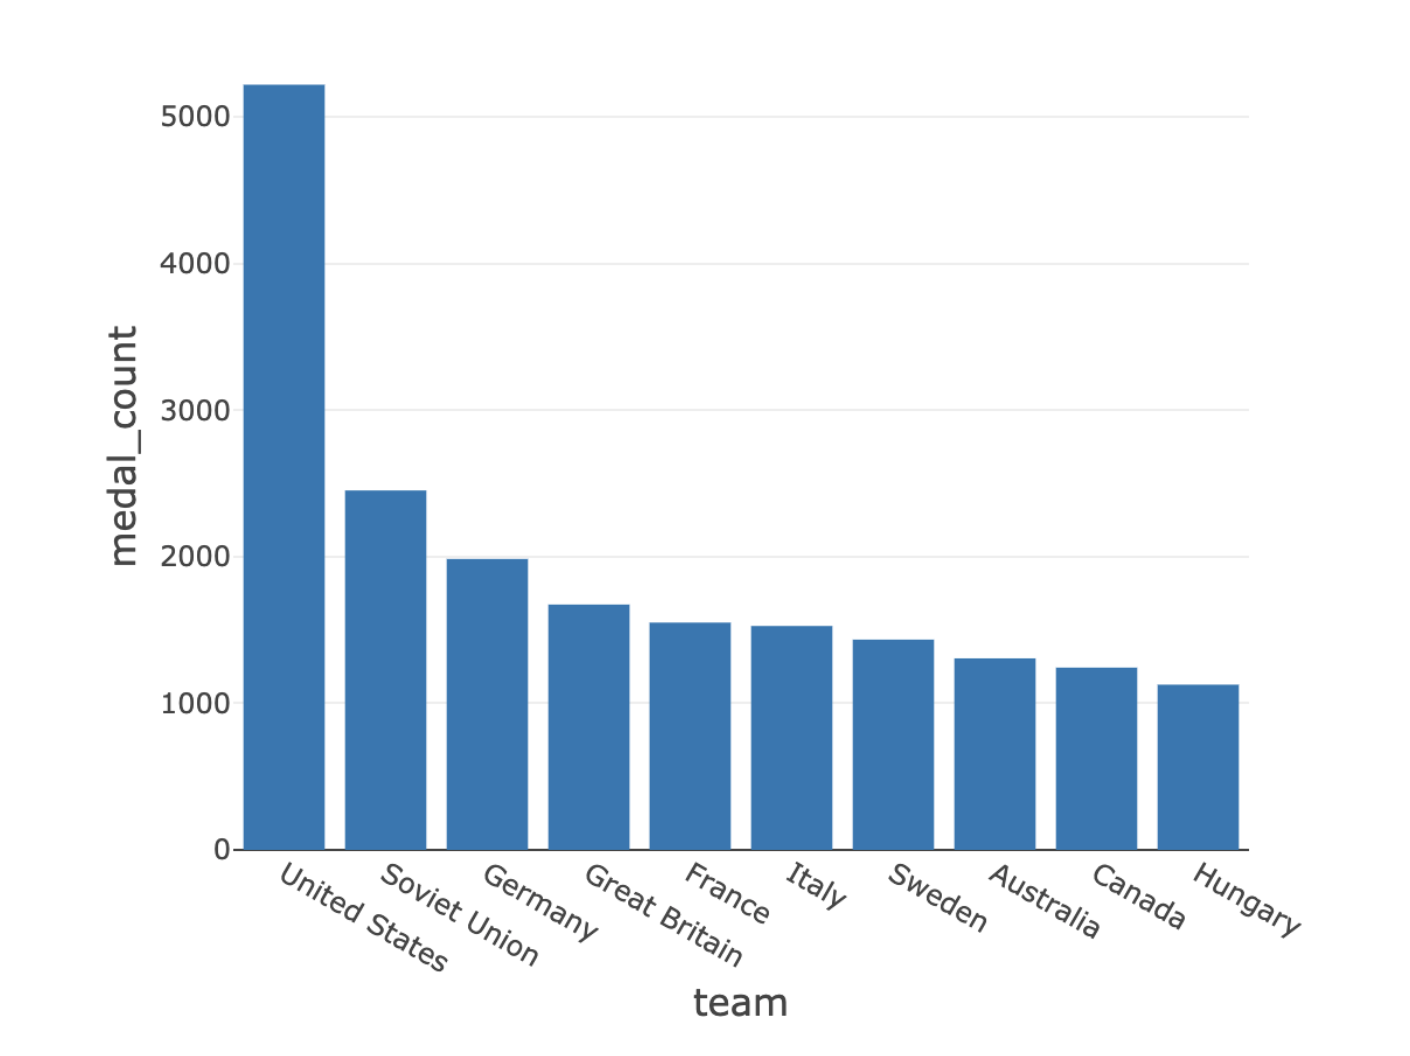 5000
4000
3000
2000
1000
0
medal_count
United States
Soviet Union
Germany
Great Britain
France
Italy
Sweden
Australia
Canada
Hungary
team